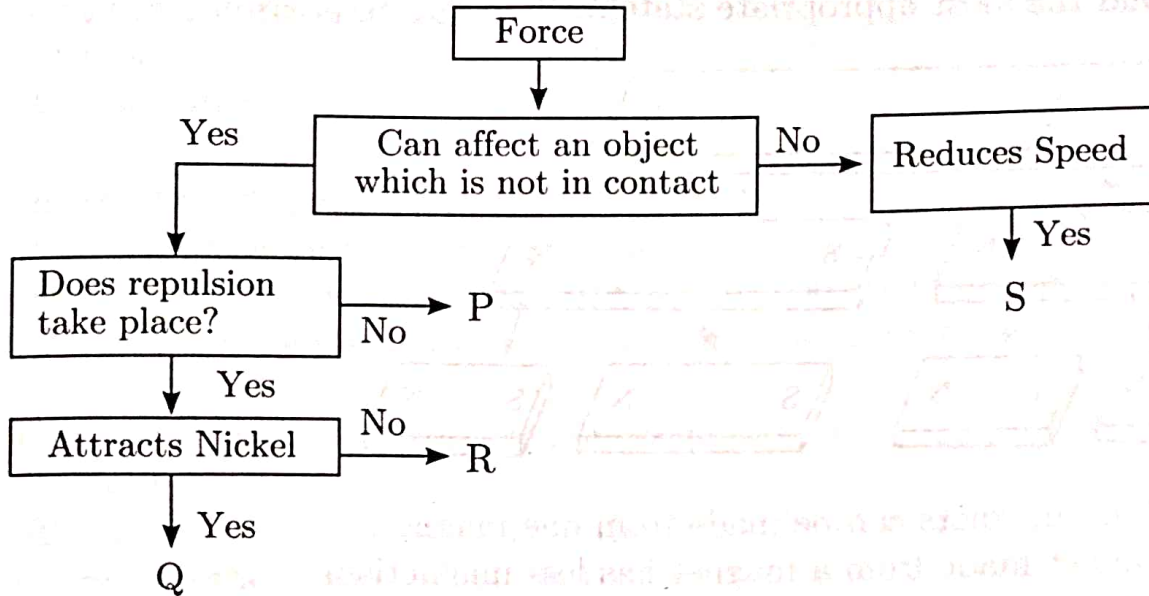 Force
Yes
Can affect an object
which is not in contact
No
Reduces Speed
Yes
S
Does repulsion
take place?
No
P
Yes
Attracts Nickel
No
R
Yes
Q